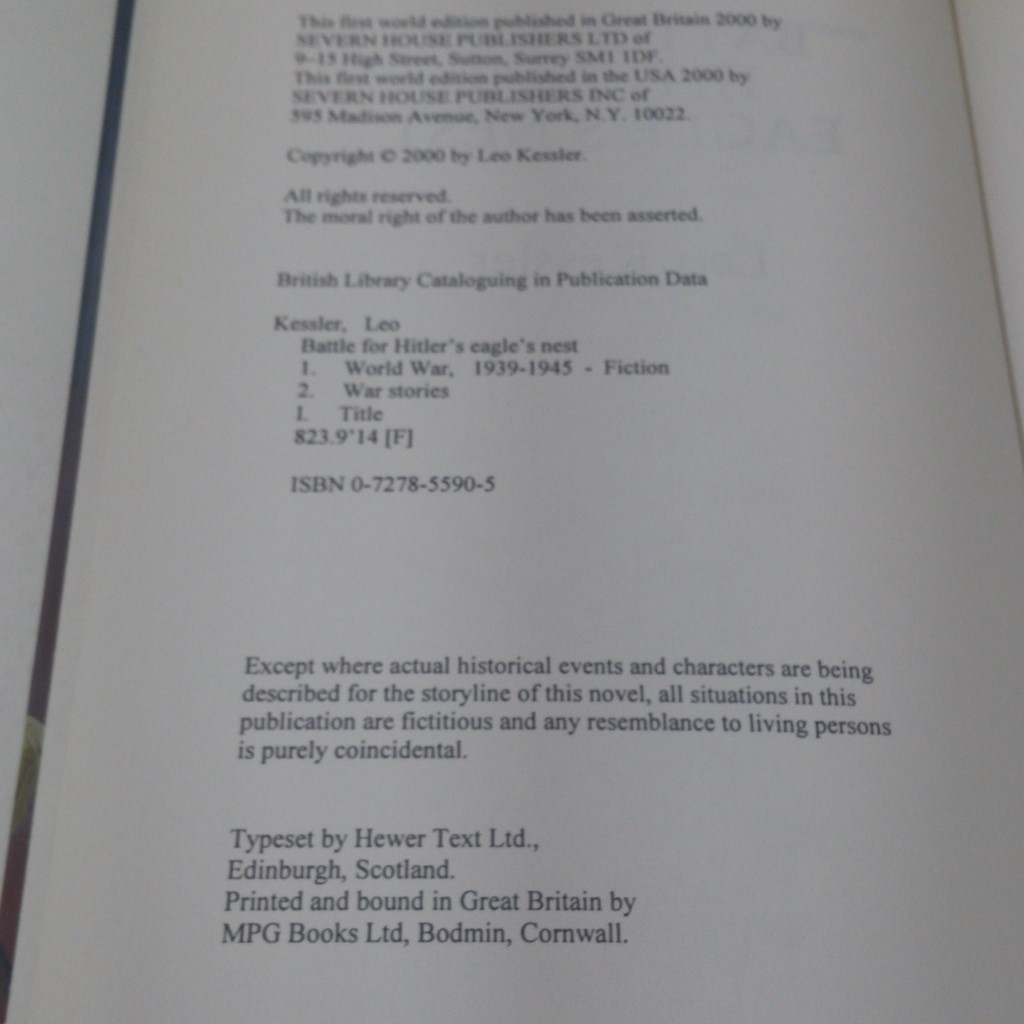 This first world edition published in Great Britain 2000 by
SEVERN HOUSE PUBLISHERS LTD of
9–15 High Street, Sutton, Surrey SM1 1DF.
This first world edition published in the USA 2000 by
SEVERN HOUSE PUBLISHERS INC of
595 Madison Avenue, New York, N.Y. 10022.
Copyright © 2000 by Leo Kessler.
All rights reserved.
The moral right of the author has been asserted.
British Library Cataloguing in Publication Data
Kessler, Leo
Battle for Hitler's eagle's nest
1. World War, 1939-1945 - Fiction
2. War stories
I. Title
823.9'14 [F]
ISBN 0-7278-5590-5
Except where actual historical events and characters are being
described for the storyline of this novel, all situations in this
publication are fictitious and any resemblance to living persons
is purely coincidental.
Typeset by Hewer Text Ltd.,
Edinburgh, Scotland.
Printed and bound in Great Britain by
MPG Books Ltd, Bodmin, Cornwall.